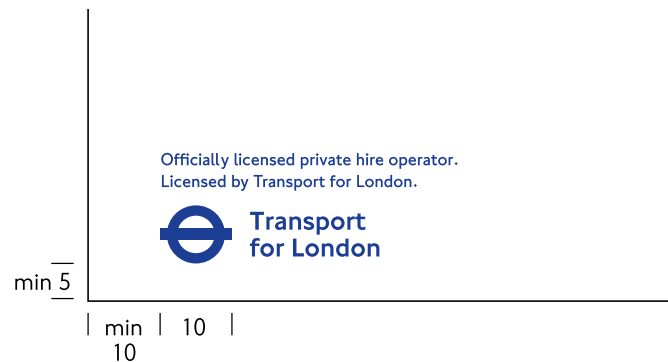 Officially licensed private hire operator.
Licensed by Transport for London.
Transport
for London
min 5
min
10
10